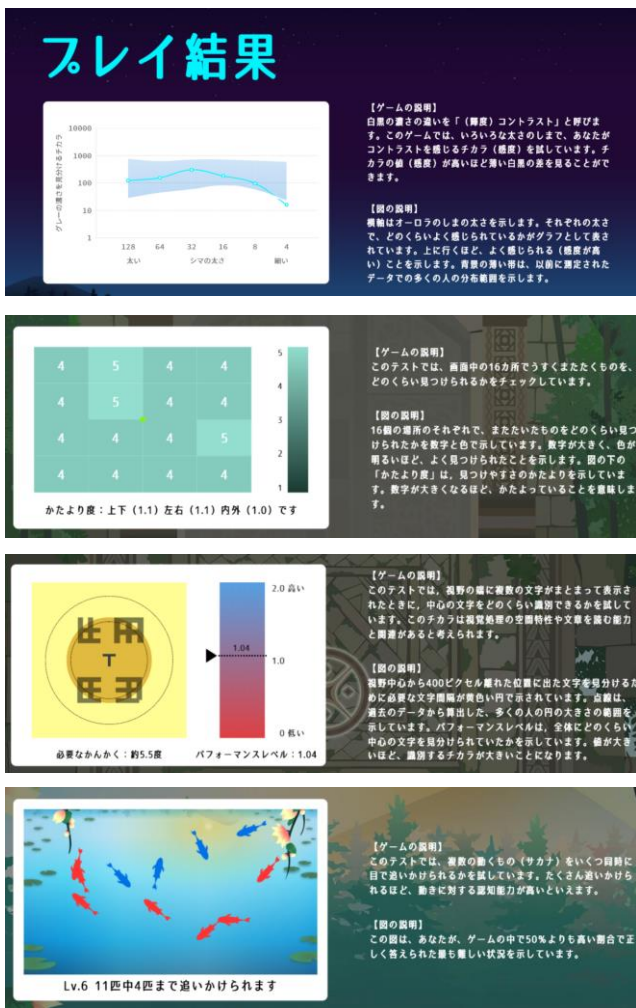 プレイ結果
10000
1000
100
10
1
グレーの濃さを見分けるチカラ
128 64 32 16 8 4
太い シマの太さ 細い
【ゲームの説明】
白黒の濃さの違いを「（輝度）コントラスト」と呼びま
す。このゲームでは、いろいろな太さのしまで、あなたが
コントラストを感じるチカラ（感度）を試しています。チ
カラの値（感度）が高いほど薄い白黒の差を見ることがで
きます。
【図の説明】
横軸はオーロラのしまの太さを示します。それぞれの太さ
で、どのくらいよく感じられているかがグラフとして表さ
れています。上に行くほど、よく感じられる（感度が高
い）ことを示します。背景の薄い帯は、以前に測定された
データでの多くの人の分布範囲を示します。
4 5 4 4
4 5 4 4
4 4 4 5
4 4 4 4
5
4
3
2
1
かたより度：上下（1.1）左右（1.1）内外（1.0）です
【ゲームの説明】
このテストでは、画面中の16カ所でうすくまたたくものを、
どのくらい見つけられるかをチェックしています。
【図の説明】
16個の場所のそれぞれで、またたいたものをどのくらい見つ
けられたかを数字と色で示しています。数字が大きく、色が
明るいほど、よく見つけられたことを示します。図の下の
「かたより度」は，見つけやすさのかたよりを示していま
す。数字が大きくなるほど、かたよっていることを意味しま
す。
2.0 高い
1.04
1.0
0 低い
必要なかんかく：約5.5度
パフォーマンスレベル：1.04
【ゲームの説明】
このテストでは，視野の端に複数の文字がまとまって表示さ
れたときに，中心の文字をどのくらい識別できるかを試して
います。このチカラは視覚処理の空間特性や文章を読む能力
と関連があると考えられます。
【図の説明】
視野中心から400ピクセル離れた位置に出た文字を見分けるた
めに必要な文字間隔が黄色い円で示されています。点線は、
過去のデータから算出した、多くの人の円の大きさの範囲を
示しています。パフォーマンスレベルは、全体にどのくらい
中心の文字を見分けられていたかを示しています。値が大き
いほど、識別するチカラが大きいことになります。
Lv.6 11匹中4匹まで追いかけられます
【ゲームの説明】
このテストでは、複数の動くもの（サカナ）をいくつ同時に
目で追いかけられるかを試しています。たくさん追いかけら
れるほど、動きに対する認知能力が高いといえます。
【図の説明】
この図は、あなたが、ゲームの中で50%よりも高い割合で正
しく答えられた最も難しい状況を示しています。